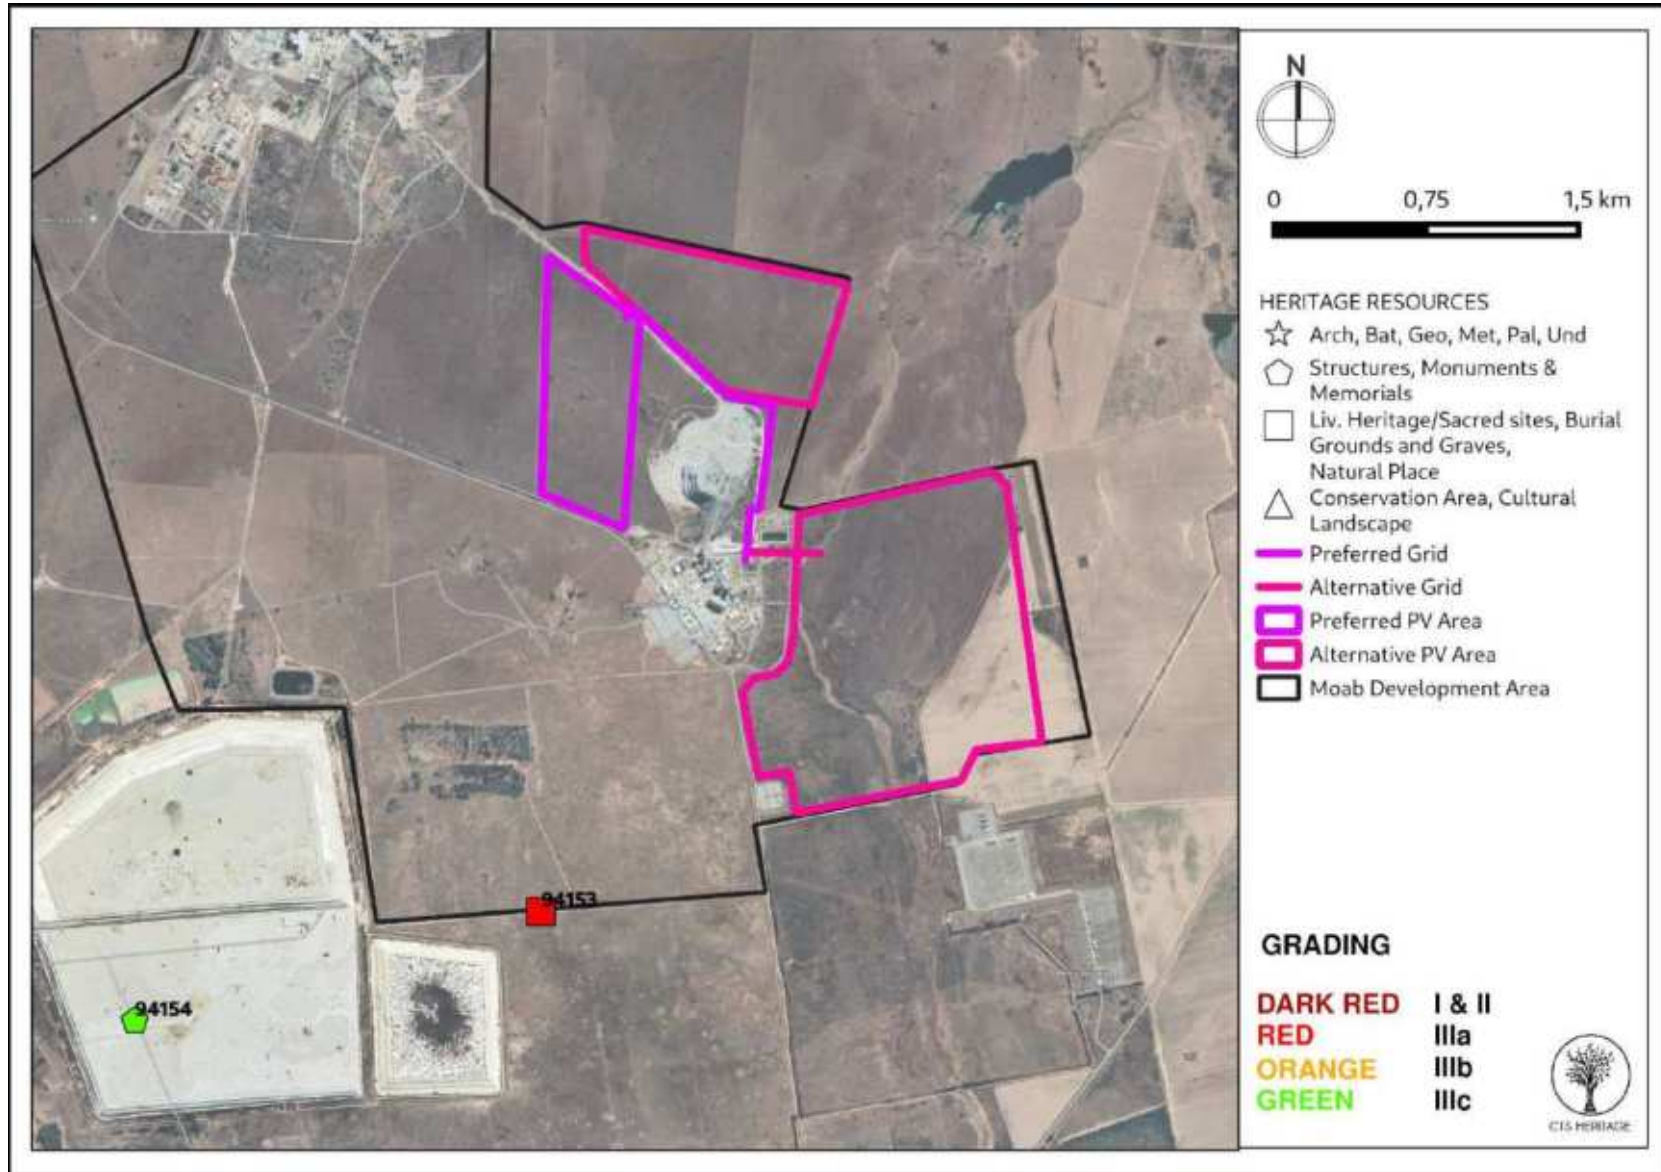 N
0 0,75 1,5 km
HERITAGE RESOURCES
Arch, Bat, Geo, Met, Pal, Und
Structures, Monuments &
Memorials
Liv. Heritage/Sacred sites, Burial
Grounds and Graves,
Natural Place
Conservation Area, Cultural
Landscape
Preferred Grid
Alternative Grid
Preferred PV Area
Alternative PV Area
Moab Development Area
94153
94154
GRADING
DARK RED I & II
RED IIIa
ORANGE IIIb
GREEN IIIc
CTS HERITAGE